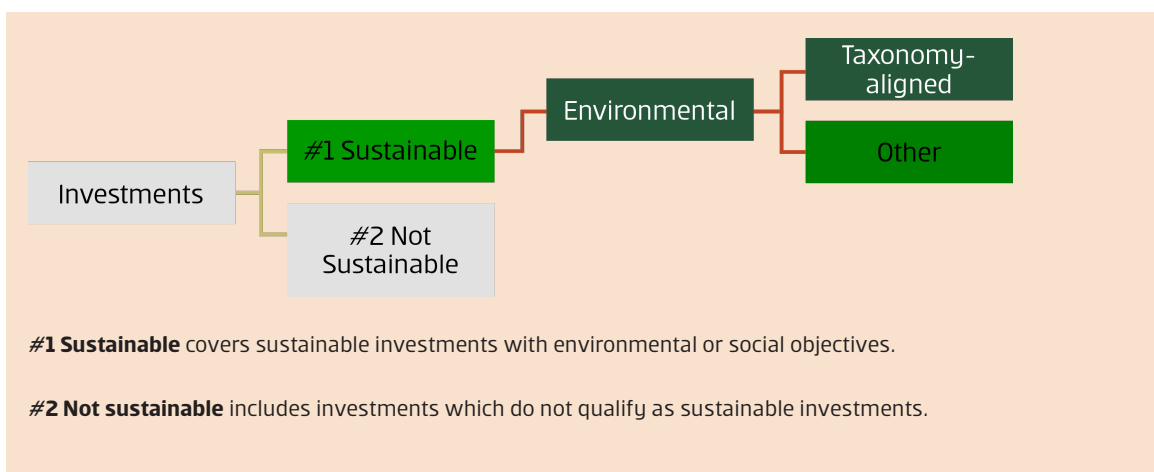 Taxonomy-
aligned
Environmental
#1 Sustainable
Other
Investments
#2 Not
Sustainable
#1 Sustainable covers sustainable investments with environmental or social objectives.
#2 Not sustainable includes investments which do not qualify as sustainable investments.